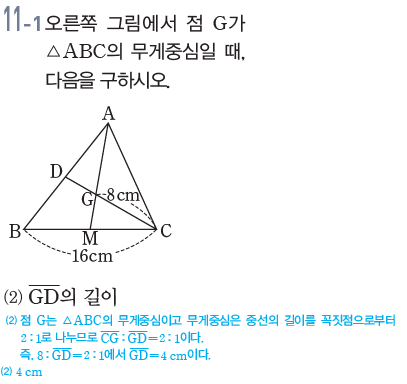 11-1 오른쪽 그림에서 점 G가
△ABC의 무게중심일 때,
다음을 구하시오.
A
D
G
8cm
B
M
C
16cm
(2) GD의 길이
(2) 점 G는 △ABC의 무게중심이고 무게중심은 중선의 길이를 꼭짓점으로부터
2 : 1로 나누므로 CG : GD=2 : 1이다.
즉, 8 : GD=2 : 1에서 GD=4 cm이다.
(2) 4 cm